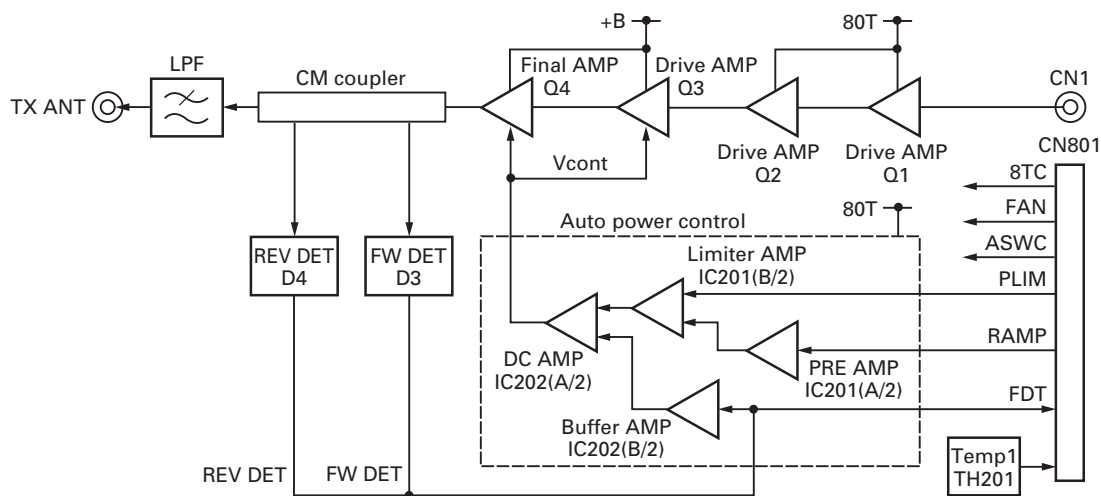 +B
80T
LPF
CM coupler
Final AMP
Q4
Drive AMP
Q3
CN1
TX ANT
Drive AMP
Q2
Drive AMP
Q1
CN801
Vcont
8TC
80T
FAN
Auto power control
ASWC
REV DET
D4
FW DET
D3
Limiter AMP
IC201(B/2)
PLIM
RAMP
DC AMP
IC202(A/2)
PRE AMP
IC201(A/2)
FDT
Buffer AMP
IC202(B/2)
Temp1
TH201
REV DET
FW DET